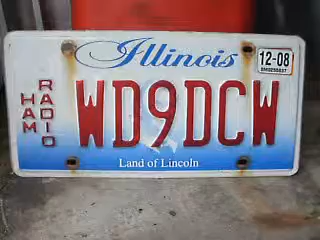 Illinois
12-08
HAM RADIO
WD9DCW
Land of Lincoln